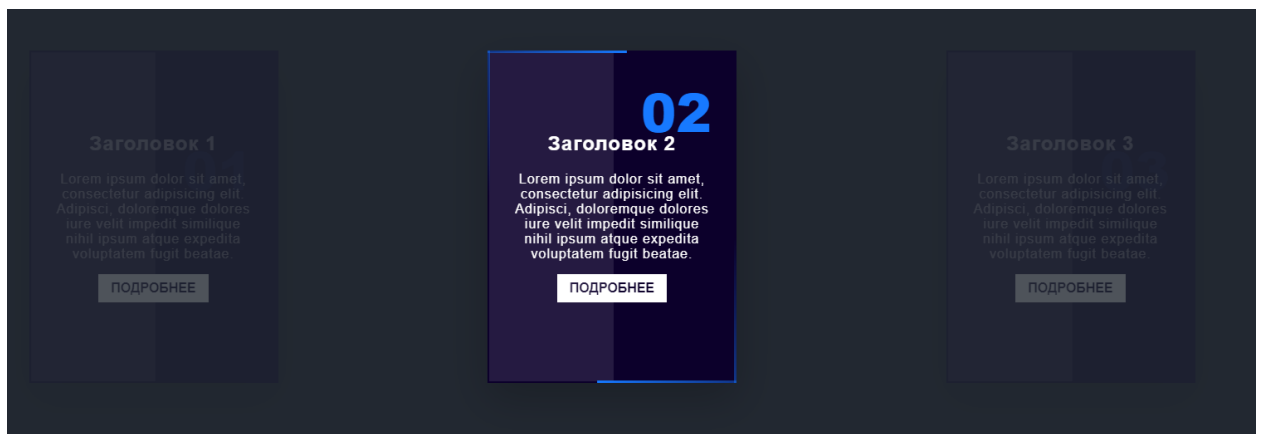 01
Заголовок 1
Lorem ipsum dolor sit amet,
consectetur adipisicing elit.
Adipisci, doloremque dolores
iure velit impedit similique
nihil ipsum atque expedita
voluptatem fugit beatae.
ПОДРОБНЕЕ
02
Заголовок 2
Lorem ipsum dolor sit amet,
consectetur adipisicing elit.
Adipisci, doloremque dolores
iure velit impedit similique
nihil ipsum atque expedita
voluptatem fugit beatae.
ПОДРОБНЕЕ
03
Заголовок 3
Lorem ipsum dolor sit amet,
consectetur adipisicing elit.
Adipisci, doloremque dolores
iure velit impedit similique
nihil ipsum atque expedita
voluptatem fugit beatae.
ПОДРОБНЕЕ